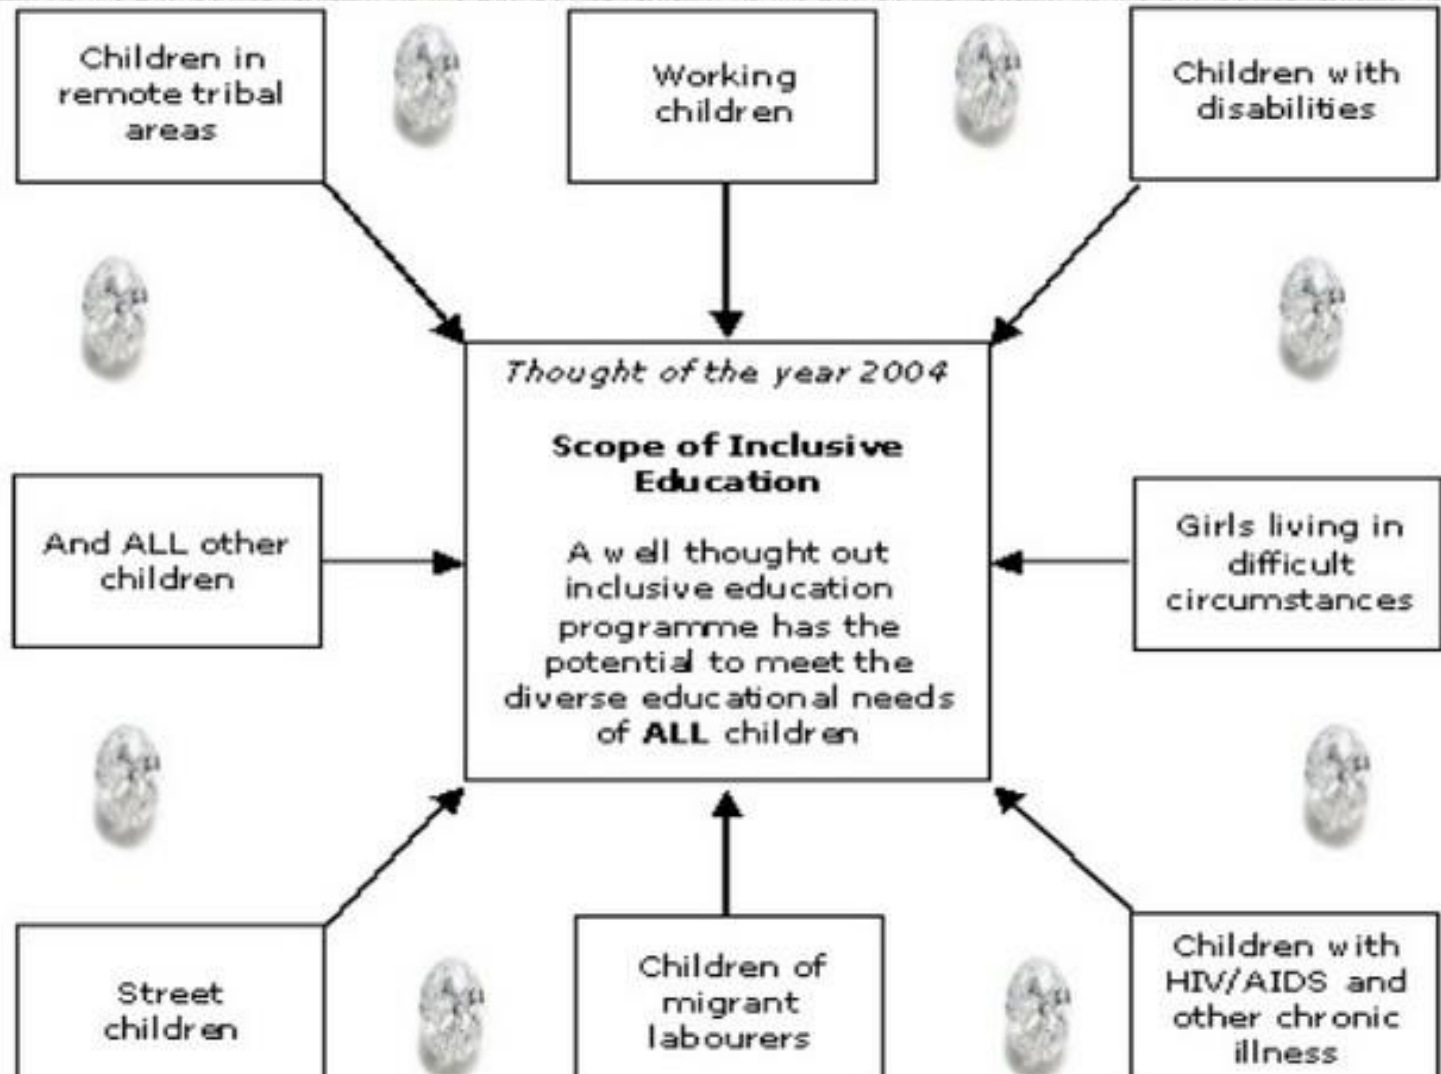 Children in
remote tribal
areas
Working
children
Children with
disabilities
Thought of the year 2004
Scope of Inclusive
Education
A well thought out
inclusive education
programme has the
potential to meet the
diverse educational needs
of ALL children
And ALL other
children
Girls living in
difficult
circumstances
Street
children
Children of
migrant
labourers
Children with
HIV/AIDS and
other chronic
illness